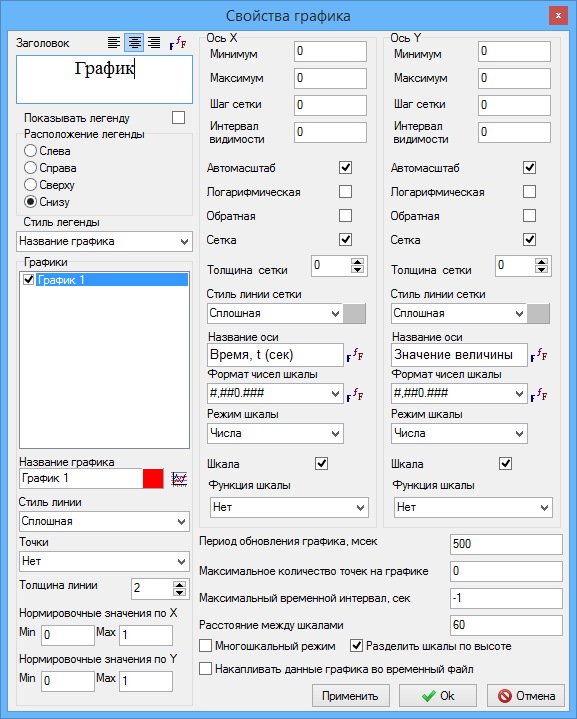 Свойства графика
Заголовок
График
Показывать легенду
Расположение легенды
Слева
Справа
Сверху
Снизу
Стиль легенды
Название графика
Графики
График 1
Название графика
График 1
Стиль линии
Сплошная
Точки
Нет
Толщина линии 2
Нормировочные значения по X
Min 0 Max 1
Нормировочные значения по Y
Min 0 Max 1
Ось X
Минимум 0
Максимум 0
Шаг сетки 0
Интервал
видимости 0
Автомасштаб
Логарифмическая
Обратная
Сетка
Толщина сетки 0
Стиль линии сетки
Сплошная
Название оси
Время, t (сек)
Формат чисел шкалы
#,##0.###
Режим шкалы
Числа
Шкала
Функция шкалы
Нет
Ось Y
Минимум 0
Максимум 0
Шаг сетки 0
Интервал
видимости 0
Автомасштаб
Логарифмическая
Обратная
Сетка
Толщина сетки 0
Стиль линии сетки
Сплошная
Название оси
Значение величины
Формат чисел шкалы
#,##0.###
Режим шкалы
Числа
Шкала
Функция шкалы
Нет
Период обновления графика, мсек 500
Максимальное количество точек на графике 0
Максимальный временной интервал, сек -1
Расстояние между шкалами 60
Многошкальный режим Разделить шкалы по высоте
Накапливать данные графика во временный файл
Применить Ok Отмена